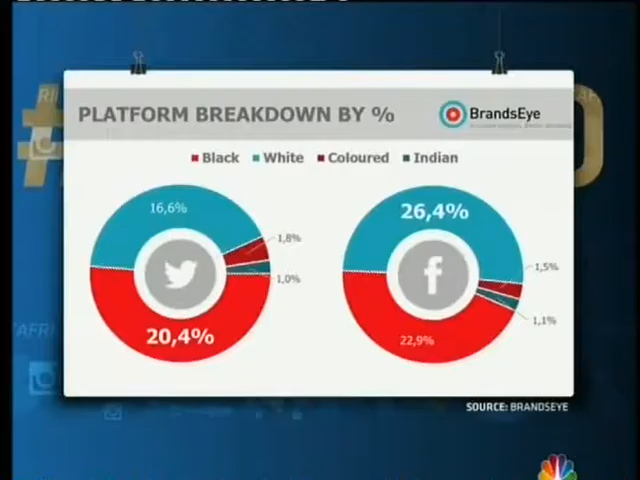 PLATFORM BREAKDOWN BY %
BrandsEye
Black White Coloured Indian
16,6%
1,8%
1,0%
20,4%
26,4%
1,5%
1,1%
22,9%
SOURCE: BRANDSEYE